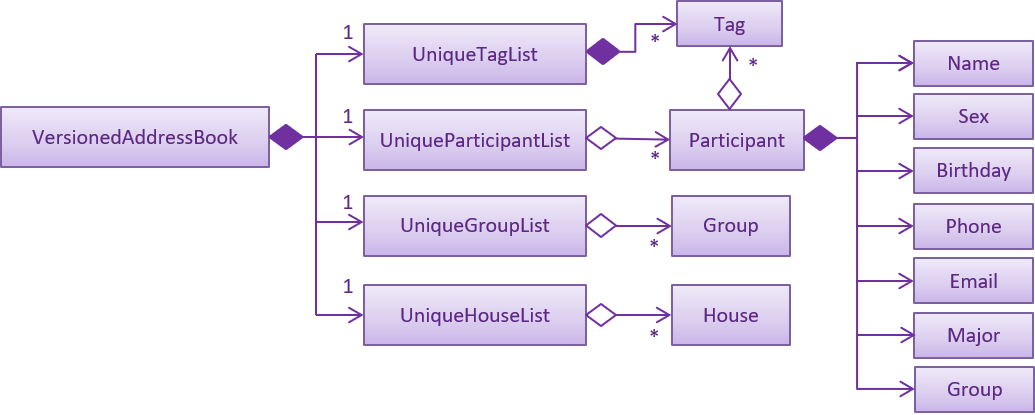 VersionedAddressBook
1
UniqueTagList
*
Tag
1
UniqueParticipantList
*
Participant
*
1
UniqueGroupList
*
Group
1
UniqueHouseList
*
House
Name
Sex
Birthday
Phone
Email
Major
Group